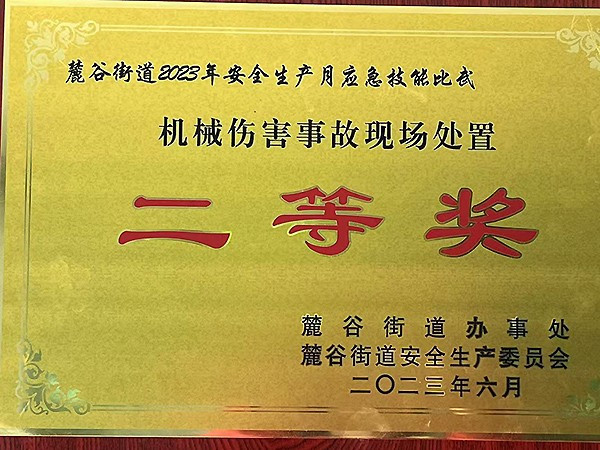 麓谷街道2023年安全生产月应急技能比武
机械伤害事故现场处置
二等奖
麓谷街道办事处
麓谷街道安全生产委员会
二〇二三年六月